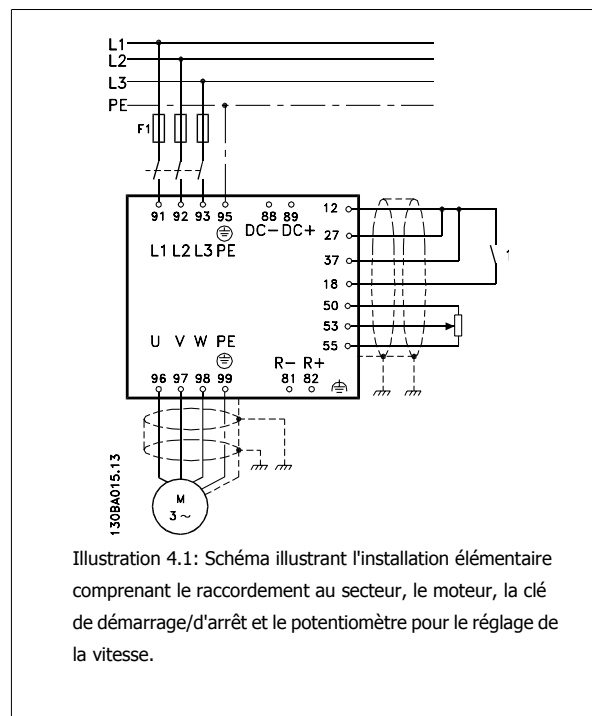 L1
L2
L3
PE
F1
91 92 93 95 88 89
DC- DC+
L1 L2 L3 PE
12
27
37
18
50
53
55
U V W PE
R- R+
81 82
96 97 98 99
M
3~
130BA015.13
Illustration 4.1: Schéma illustrant l'installation élémentaire
comprenant le raccordement au secteur, le moteur, la clé
de démarrage/d'arrêt et le potentiomètre pour le réglage de
la vitesse.